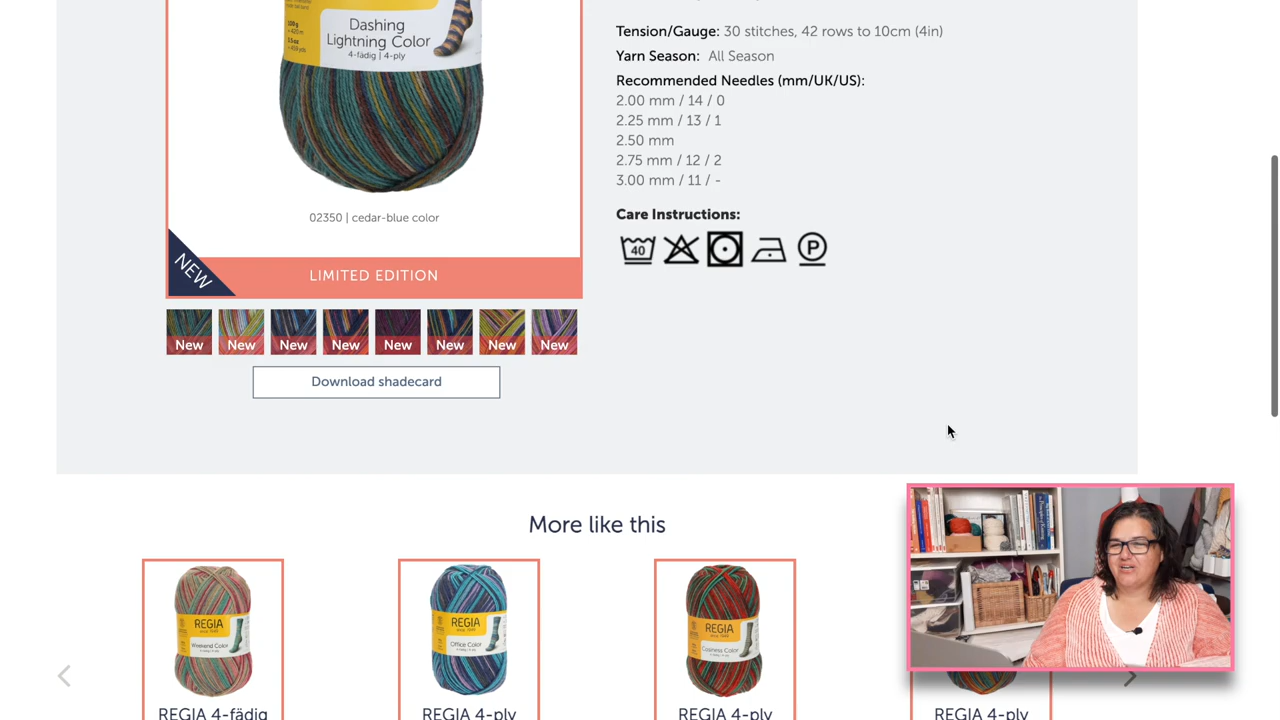 Dashing
Lightning Color
4-fädig | 4-ply
02350 | cedar-blue color
NEW
LIMITED EDITION
New New New New New New New New
Download shadecard
Tension/Gauge: 30 stitches, 42 rows to 10cm (4in)
Yarn Season: All Season
Recommended Needles (mm/UK/US):
2.00 mm / 14 / 0
2.25 mm / 13 / 1
2.50 mm
2.75 mm / 12 / 2
3.00 mm / 11 / -
Care Instructions:
40
P
More like this
REGIA
Weekend Color
REGIA
Office Color
REGIA
REGIA 4-fädig
REGIA 4-ply
REGIA 4-ply
REGIA 4-ply